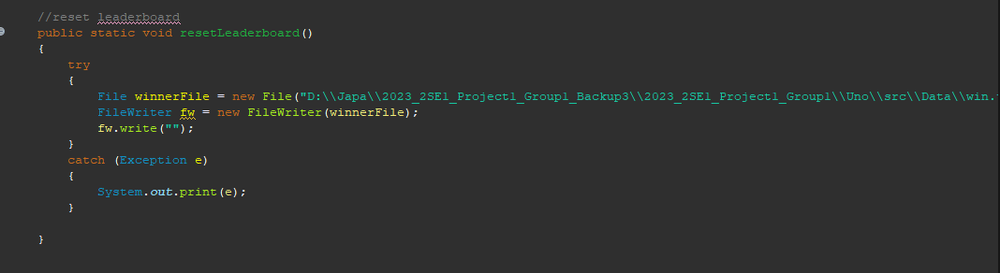 //reset leaderboard
public static void resetLeaderboard()
{
try
{
File winnerFile = new File("D:\\Japa\\2023_2SE1_Project1_Group1_Backup3\\2023_2SE1_Project1_Group1\\Uno\\src\\Data\\win.
FileWriter fw = new FileWriter(winnerFile);
fw.write("");
}
catch (Exception e)
{
System.out.print(e);
}
}